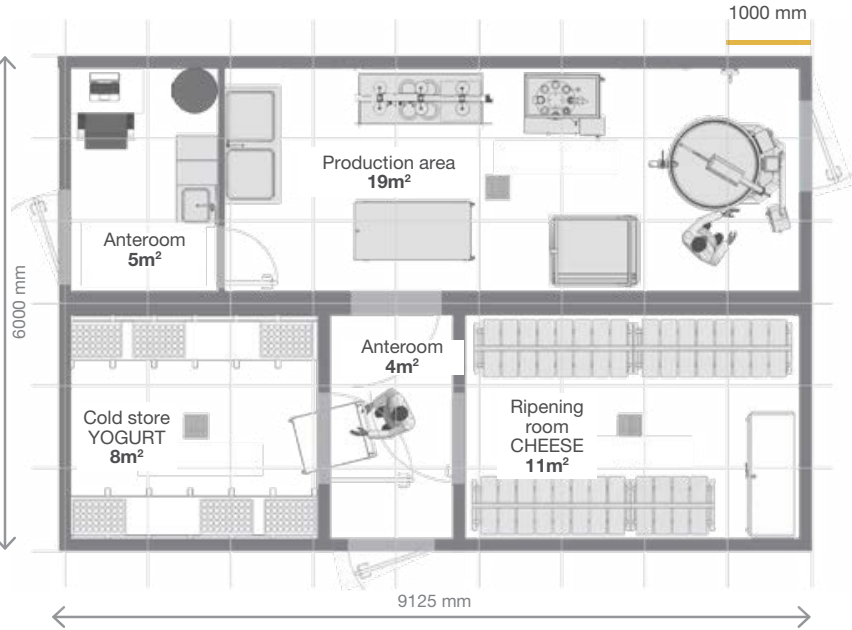 1000 mm
Production area
19m²
Anteroom
5m²
6000 mm
Anteroom
4m²
Cold store
YOGURT
8m²
Ripening
room
CHEESE
11m²
9125 mm